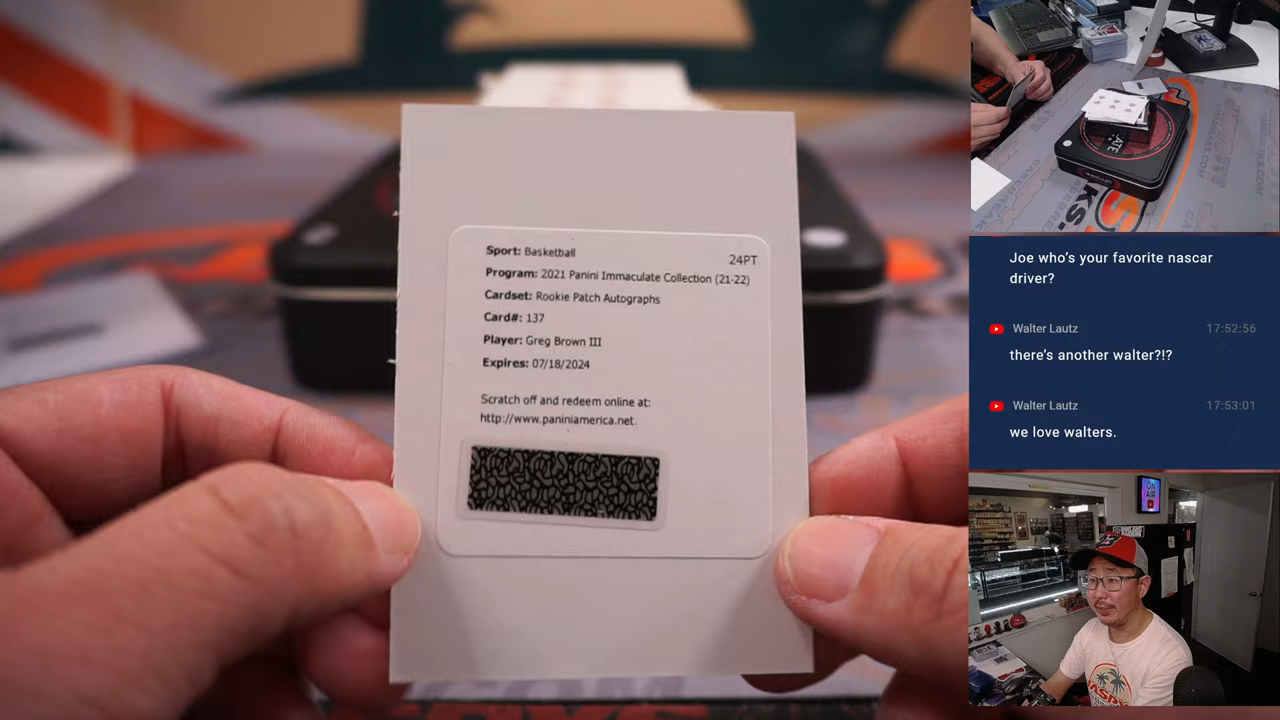 Sport: Basketball
24PT
Program: 2021 Panini Immaculate Collection (21-22)
Cardset: Rookie Patch Autographs
Card#: 137
Player: Greg Brown III
Expires: 07/18/2024
Scratch off and redeem online at:
http://www.paniniamerica.net.
Joe who's your favorite nascar
driver?
Walter Lautz 17:52:56
there's another walter?!?
Walter Lautz 17:53:01
we love walters.
ON
AIR